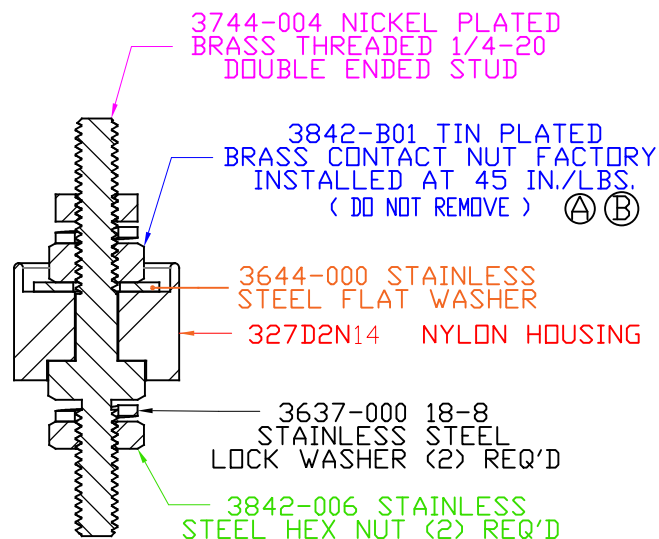 3744-004 NICKEL PLATED
BRASS THREADED 1/4-20
DOUBLE ENDED STUD
3842-B01 TIN PLATED
BRASS CONTACT NUT FACTORY
INSTALLED AT 45 IN./LBS.
( DO NOT REMOVE ) A B
3644-000 STAINLESS
STEEL FLAT WASHER
327D2N14 NYLON HOUSING
3637-000 18-8
STAINLESS STEEL
LOCK WASHER (2) REQ'D
3842-006 STAINLESS
STEEL HEX NUT (2) REQ'D